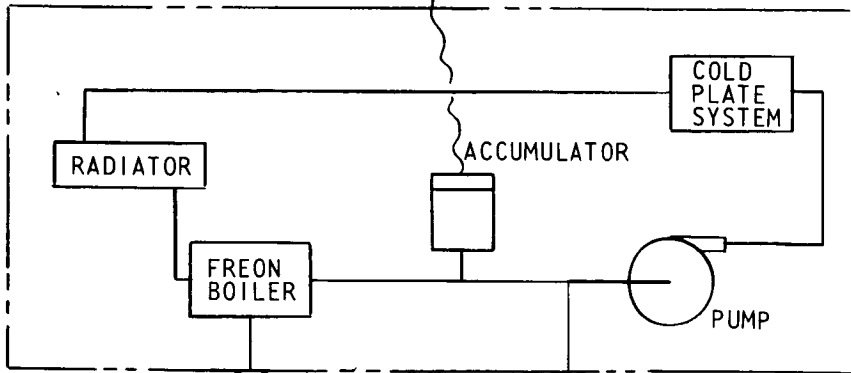 COLD
PLATE
SYSTEM
RADIATOR
ACCUMULATOR
FREON
BOILER
PUMP